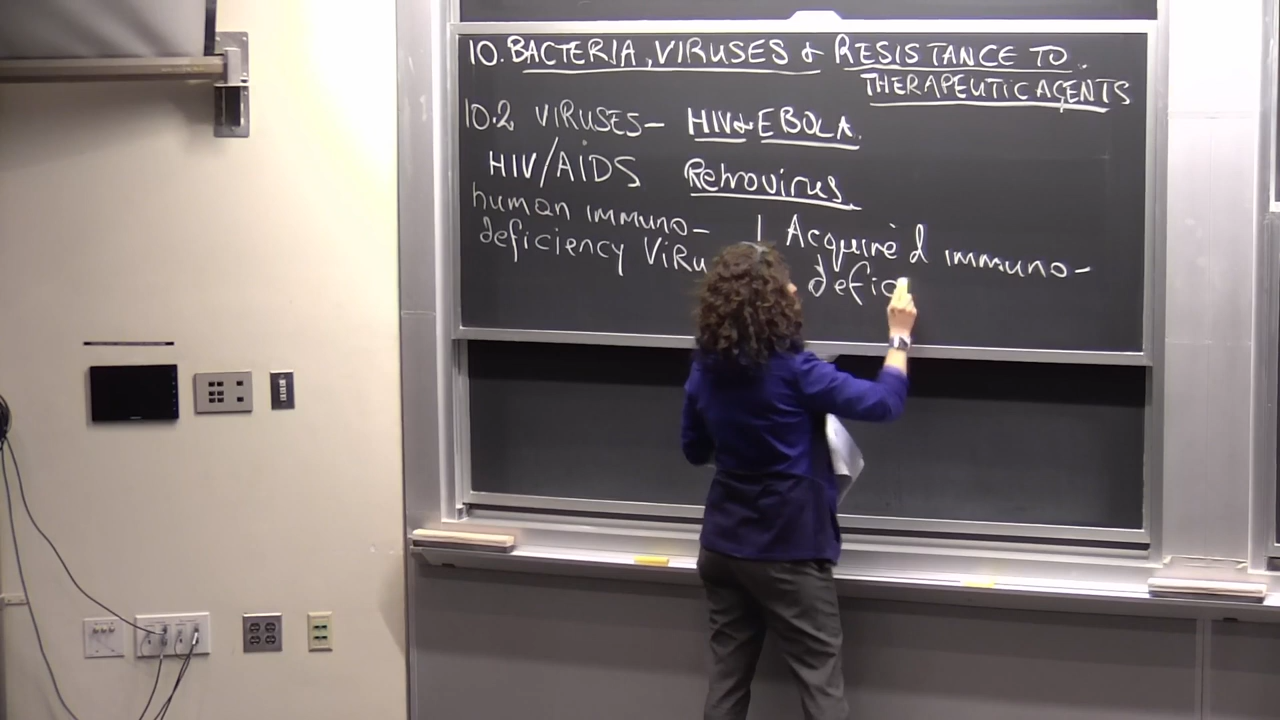 10. BACTERIA, VIRUSES & RESISTANCE TO
THERAPEUTIC AGENTS
10.2 VIRUSES- HIV & EBOLA.
HIV/AIDS Retrovirus
human immuno-
deficiency ViRu
Acquired immuno-
defic